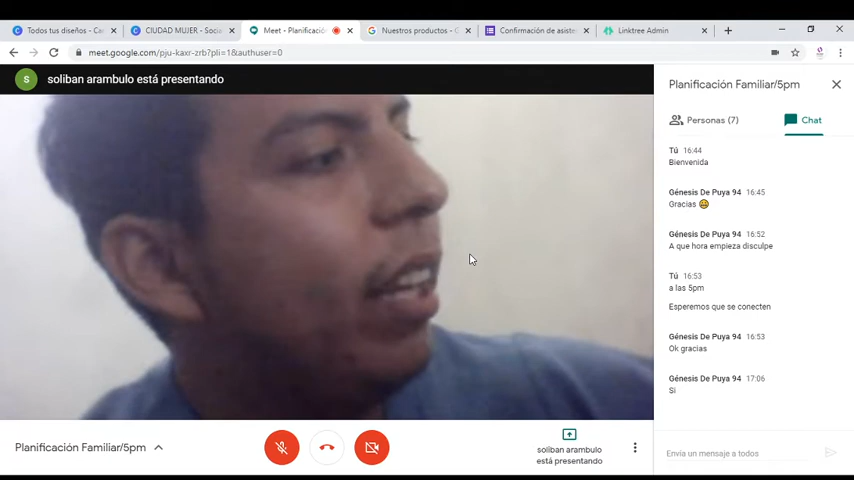 Todos tus diseños - Can
CIUDAD MUJER - Socia
Meet - Planificació
Nuestros productos - G
Confirmación de asiste
Linktree Admin
meet.google.com/pju-kaxr-zrb?pli=1&authuser=0
S
soliban arambulo está presentando
Planificación Familiar/5pm
Personas (7)
Chat
Tú 16:44
Bienvenida
Génesis De Puya 94 16:45
Gracias 😄
Génesis De Puya 94 16:52
A que hora empieza disculpe
Tú 16:53
a las 5pm
Esperemos que se conecten
Génesis De Puya 94 16:53
Ok gracias
Génesis De Puya 94 17:06
Si
Planificación Familiar/5pm
soliban arambulo
está presentando
Envía un mensaje a todos